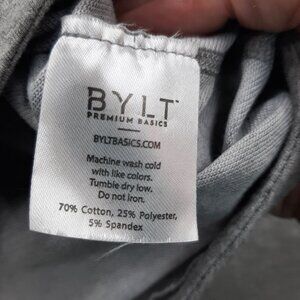 BYLT
PREMIUM BASICS
BYLTBASICS.COM
Machine wash cold
with like colors.
Tumble dry low.
Do not iron.
70% Cotton, 25% Polyester,
5% Spandex